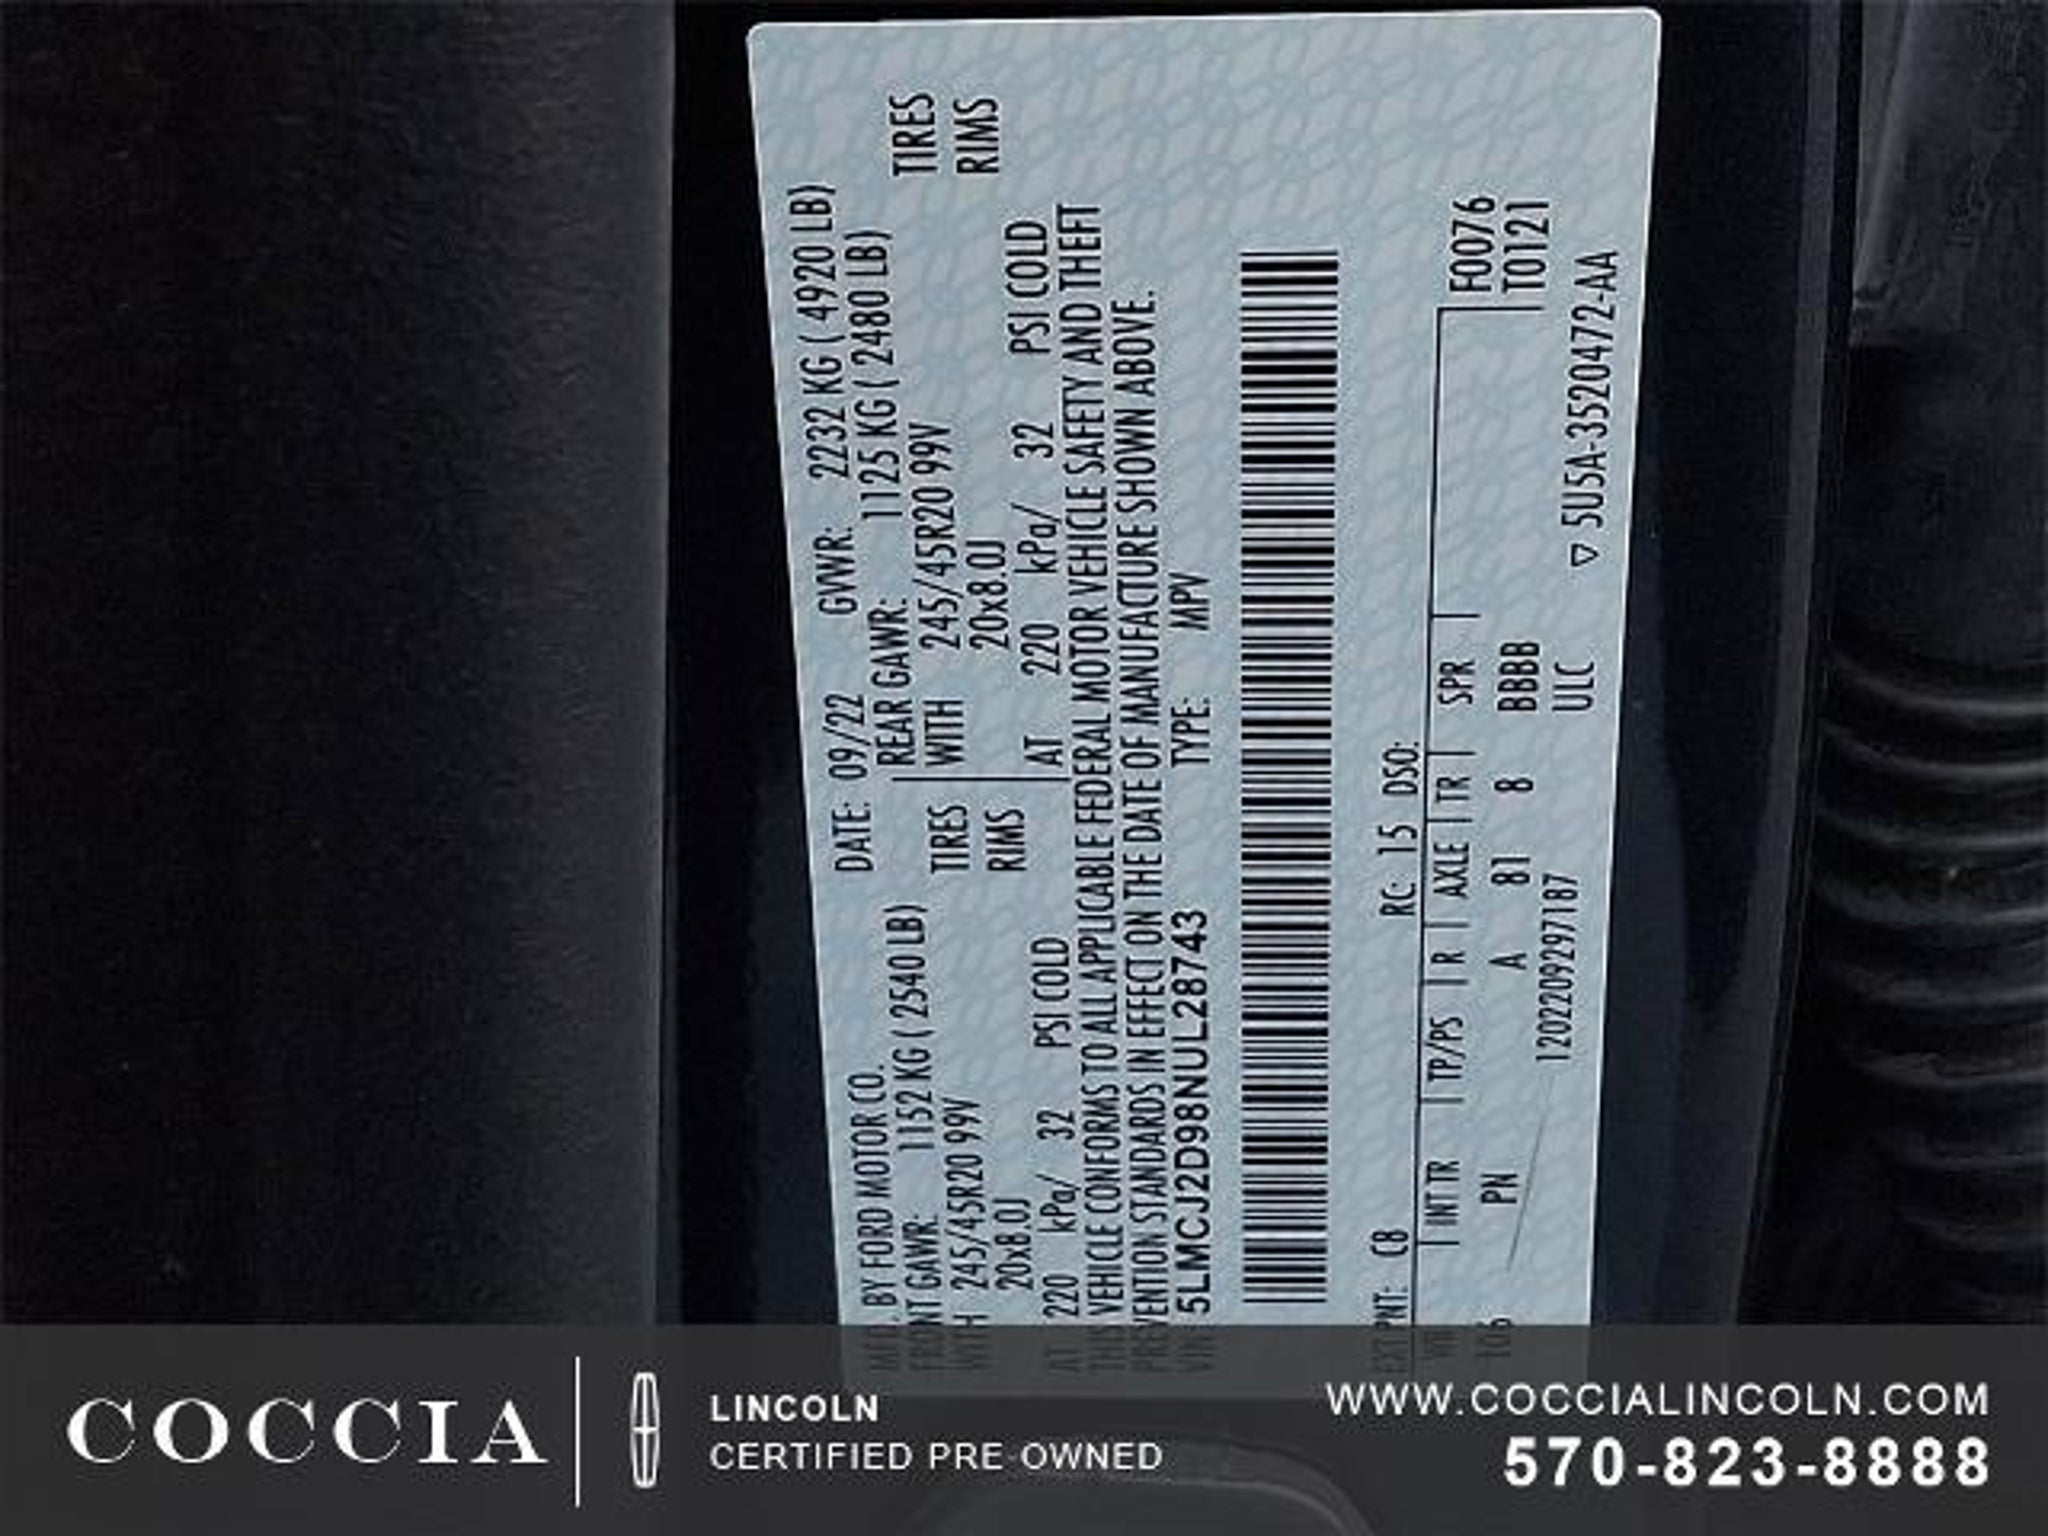 MFD. BY FORD MOTOR CO. DATE: 09/22 GVWR: 2232 KG ( 4920 LB)
FRONT GAWR: 1152 KG ( 2540 LB) REAR GAWR: 1125 KG ( 2480 LB)
WITH 245/45R20 99V TIRES WITH 245/45R20 99V TIRES
20x8.0J RIMS 20x8.0J RIMS
AT 220 kPa/ 32 PSI COLD AT 220 kPa/ 32 PSI COLD
THIS VEHICLE CONFORMS TO ALL APPLICABLE FEDERAL MOTOR VEHICLE SAFETY AND THEFT
PREVENTION STANDARDS IN EFFECT ON THE DATE OF MANUFACTURE SHOWN ABOVE.
VIN: 5LMCJ2D98NUL28743 TYPE: MPV
EXT PNT: C8 RC: 15 DSO:
WB INT TR TP/PS R AXLE TR SPR F0076
106 PN A 81 8 BBBB T0121
1202209297187 ULC
▽ 5U5A-3520472-AA
COCCIA
LINCOLN
CERTIFIED PRE-OWNED
WWW.COCCIALINCOLN.COM
570-823-8888